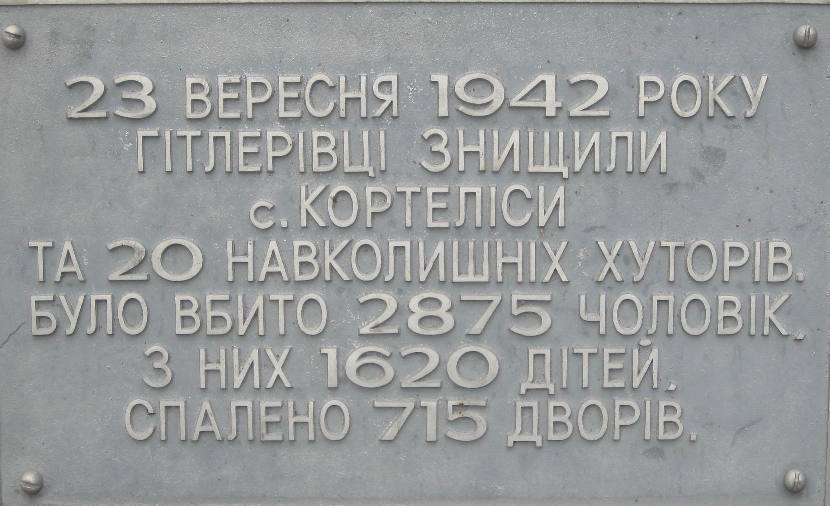 23 ВЕРЕСНЯ 1942 РОКУ
ГІТЛЕРІВЦІ ЗНИЩИЛИ
с. КОРТЕЛІСИ
ТА 20 НАВКОЛИШНІХ ХУТОРІВ.
БУЛО ВБИТО 2875 ЧОЛОВІК,
З НИХ 1620 ДІТЕЙ,
СПАЛЕНО 715 ДВОРІВ.